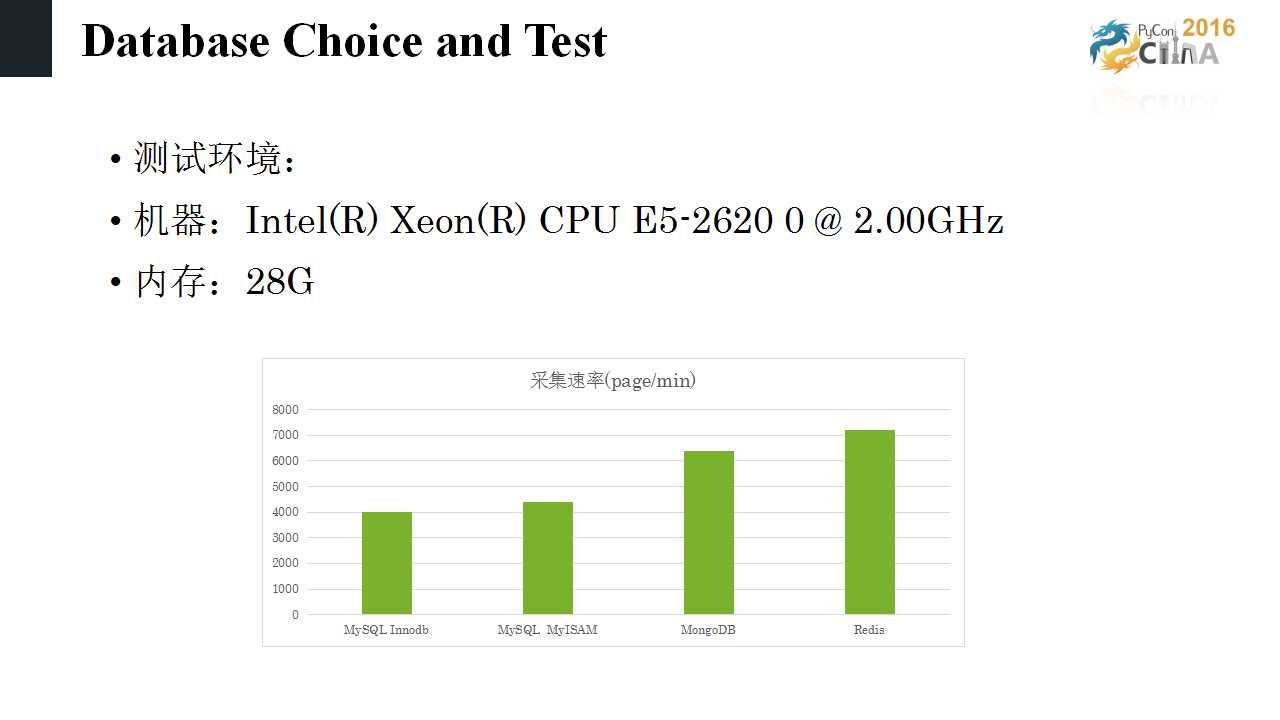 Database Choice and Test
PyCon 2016
CHINA
• 测试环境：
• 机器：Intel(R) Xeon(R) CPU E5-2620 0 @ 2.00GHz
• 内存：28G
采集速率(page/min)
8000
7000
6000
5000
4000
3000
2000
1000
0
MySQL Innodb
MySQL MyISAM
MongoDB
Redis